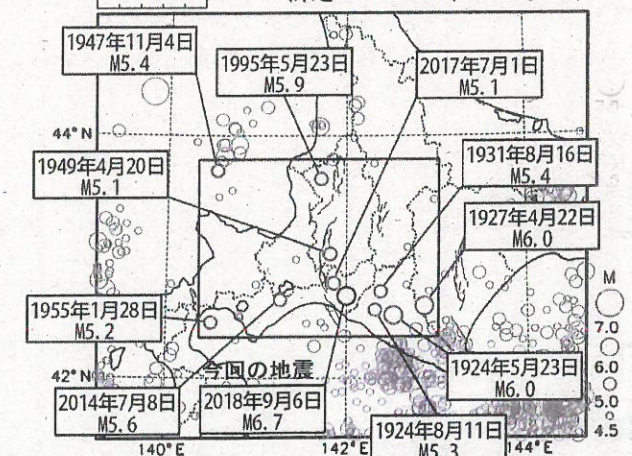 1947年11月4日
M5.4
1995年5月23日
M5.9
2017年7月1日
M5.1
44°N
1949年4月20日
M5.1
1931年8月16日
M5.4
1927年4月22日
M6.0
M
1955年1月28日
M5.2
7.0
今回の地震
6.0
42°N
1924年5月23日
M6.0
2014年7月8日
M5.6
2018年9月6日
M6.7
5.0
1924年8月11日
M5.3
4.5
140°E
142°E
144°E